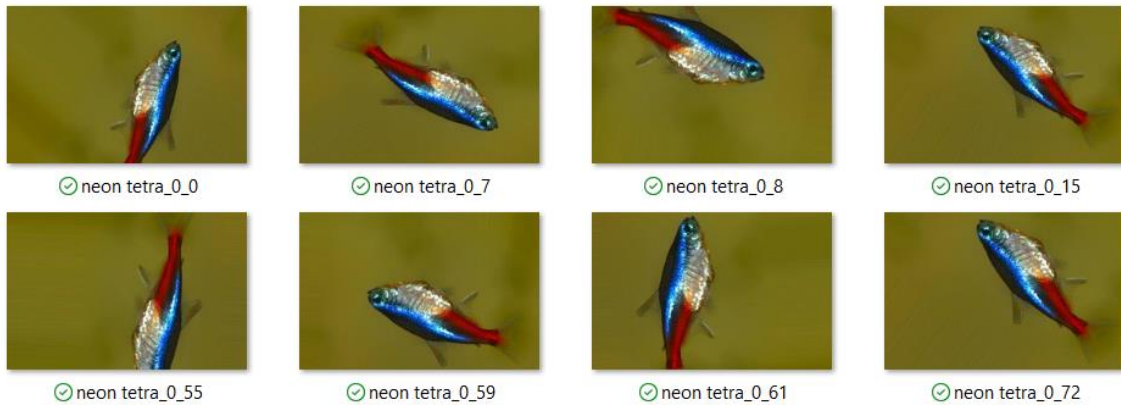 neon tetra_0_0
neon tetra_0_7
neon tetra_0_8
neon tetra_0_15
neon tetra_0_55
neon tetra_0_59
neon tetra_0_61
neon tetra_0_72